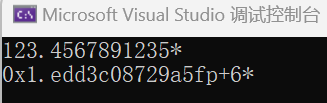 Microsoft Visual Studio 调试控制台
123.4567891235*
0x1.edd3c08729a5fp+6*